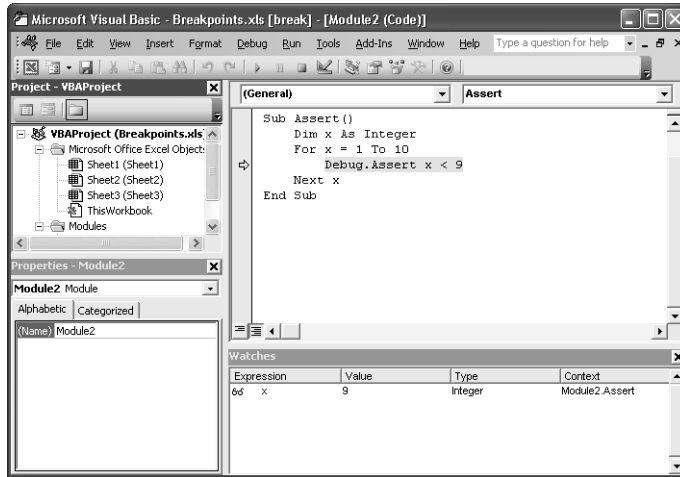 Microsoft Visual Basic - Breakpoints.xls [break] - [Module2 (Code)]
File Edit View Insert Format Debug Run Tools Add-Ins Window Help Type a question for help
Project - VBAProject
VBAProject (Breakpoints.xls
Microsoft Office Excel Objects
Sheet1 (Sheet1)
Sheet2 (Sheet2)
Sheet3 (Sheet3)
ThisWorkbook
Modules
Properties - Module2
Module2 Module
Alphabetic Categorized
(Name) Module2
(General) Assert
Sub Assert()
Dim x As Integer
For x = 1 To 10
Debug.Assert x < 9
Next x
End Sub
Watches
Expression Value Type Context
x 9 Integer Module2.Assert